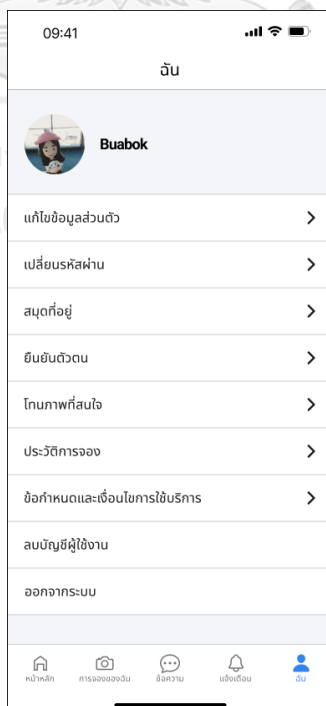 09:41
ฉัน
Buabok
แก้ไขข้อมูลส่วนตัว
เปลี่ยนรหัสผ่าน
สมุดที่อยู่
ยืนยันตัวตน
โทนภาพที่สนใจ
ประวัติการจอง
ข้อกำหนดและเงื่อนไขการใช้บริการ
ลบบัญชีผู้ใช้งาน
ออกจากระบบ
หน้าหลัก การจองของฉัน ข้อความ แจ้งเตือน ฉัน